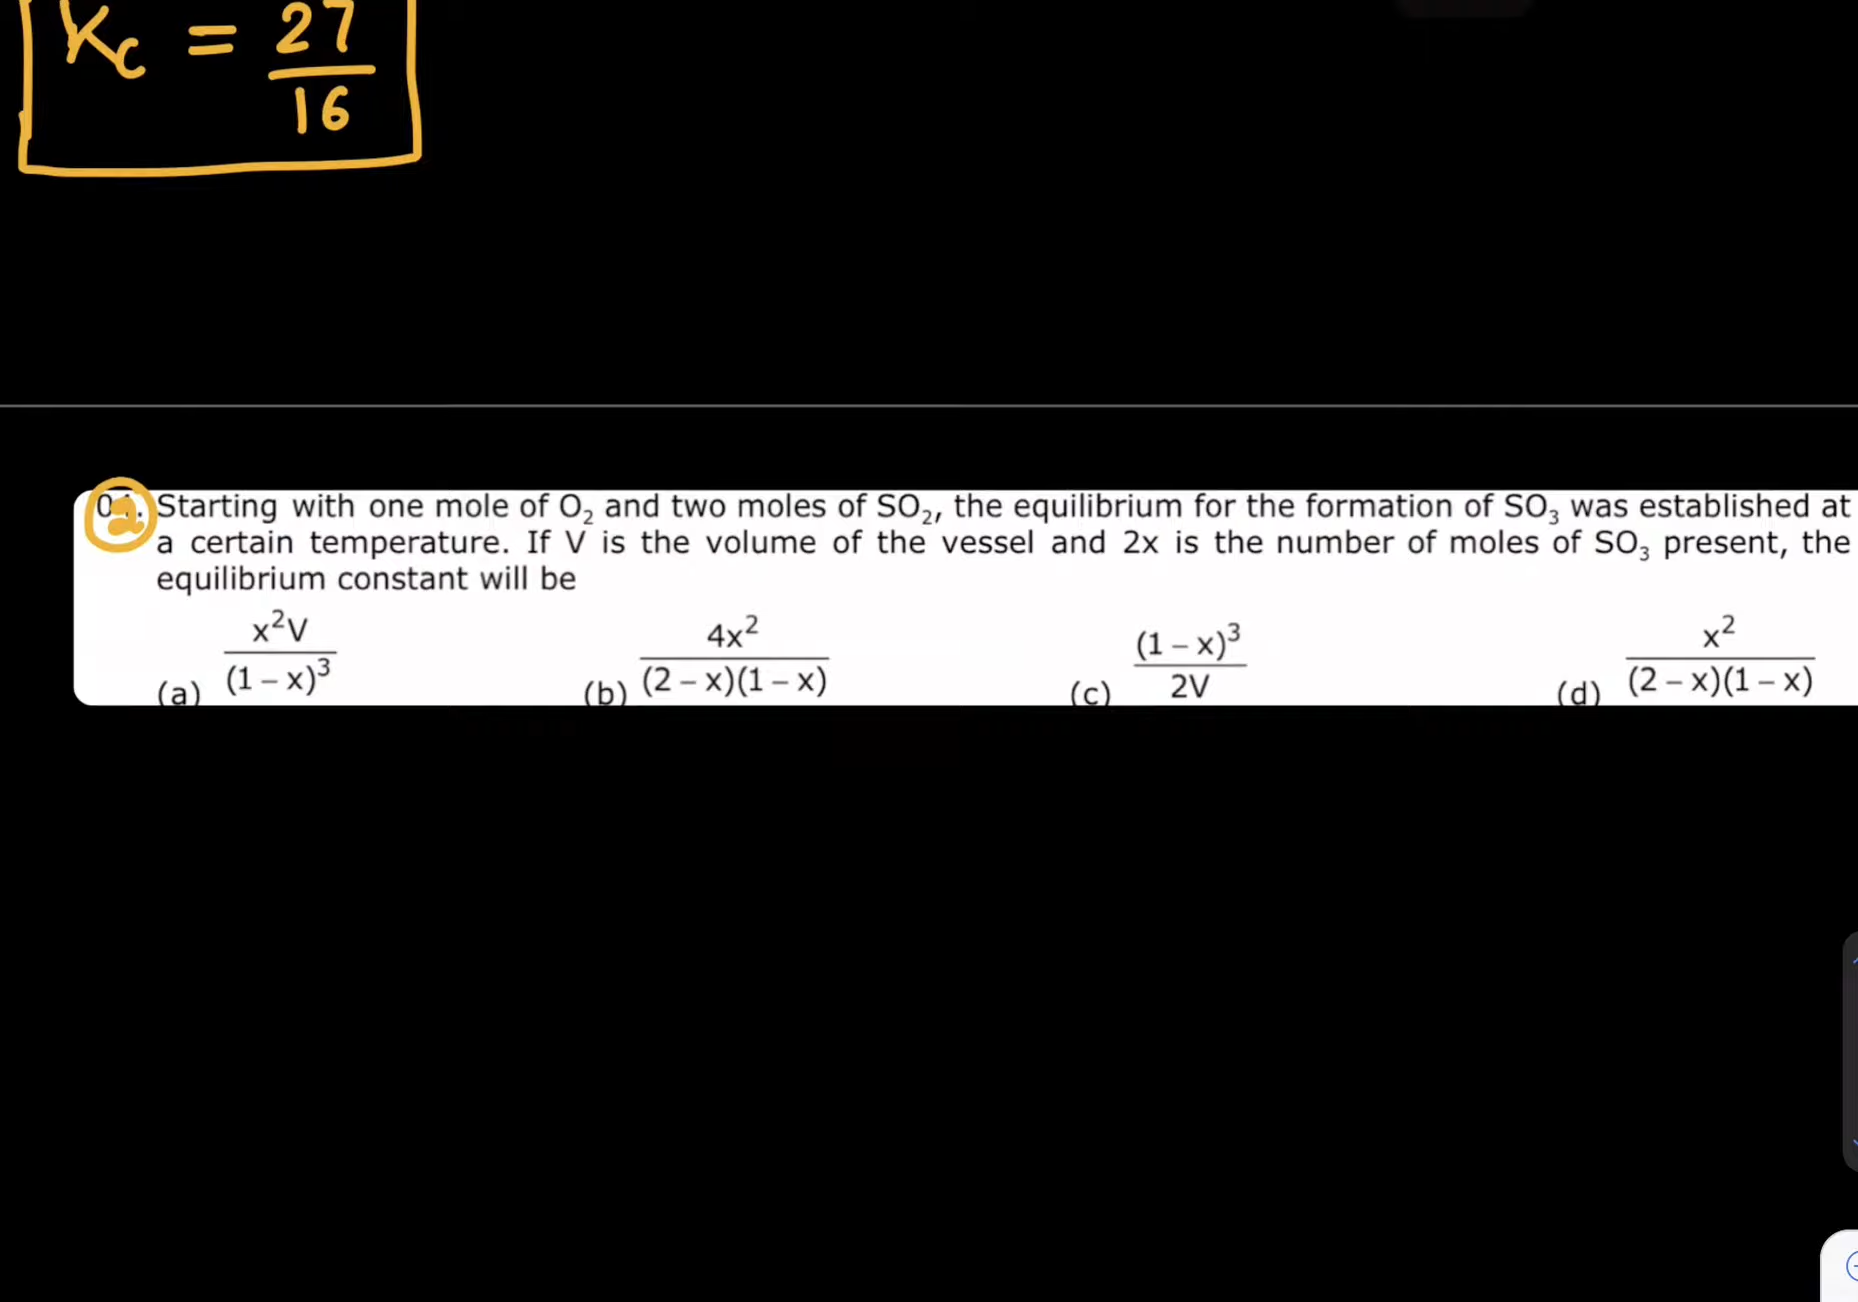 Kc = 27/16
2 Starting with one mole of O₂ and two moles of SO₂, the equilibrium for the formation of SO₃ was established at
a certain temperature. If V is the volume of the vessel and 2x is the number of moles of SO₃ present, the
equilibrium constant will be
(a) x²V/(1 – x)³ (b) 4x²/(2 – x)(1 – x) (c) (1 – x)³/2V (d) x²/(2 – x)(1 – x)